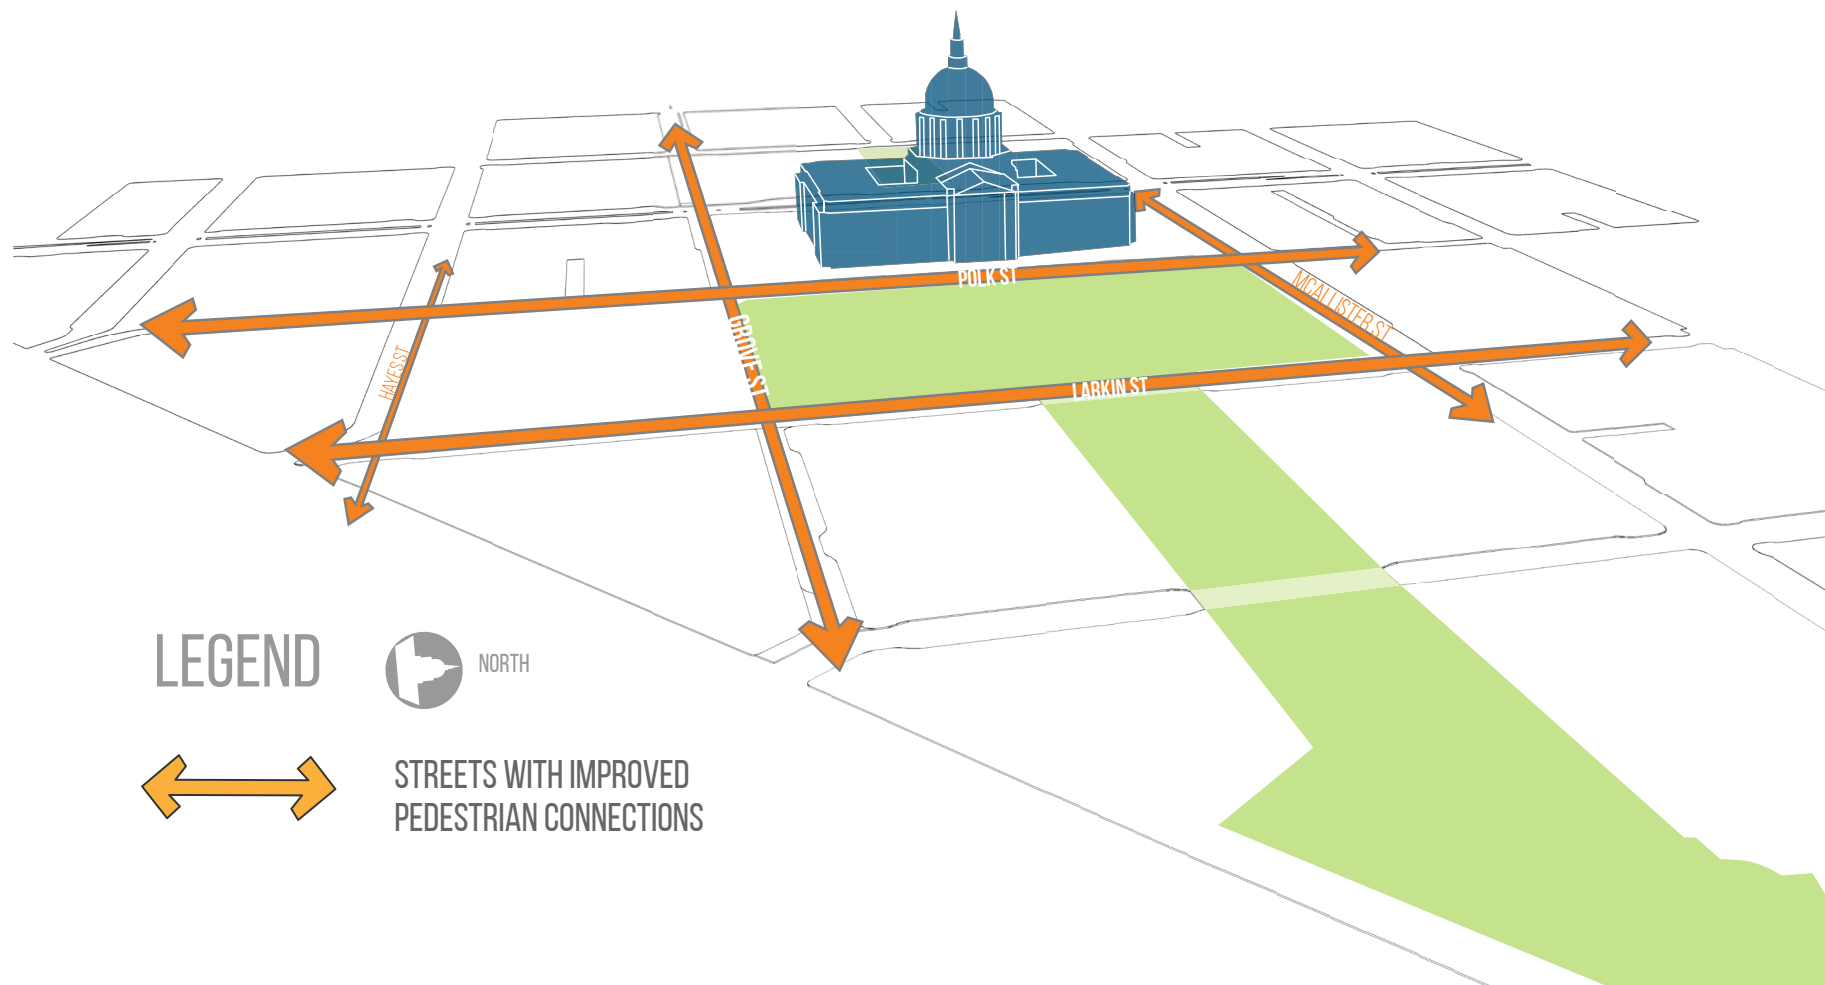 POLK ST
MCALLISTER ST
GROVE ST
HAYES ST
LARKIN ST
LEGEND
NORTH
STREETS WITH IMPROVED
PEDESTRIAN CONNECTIONS